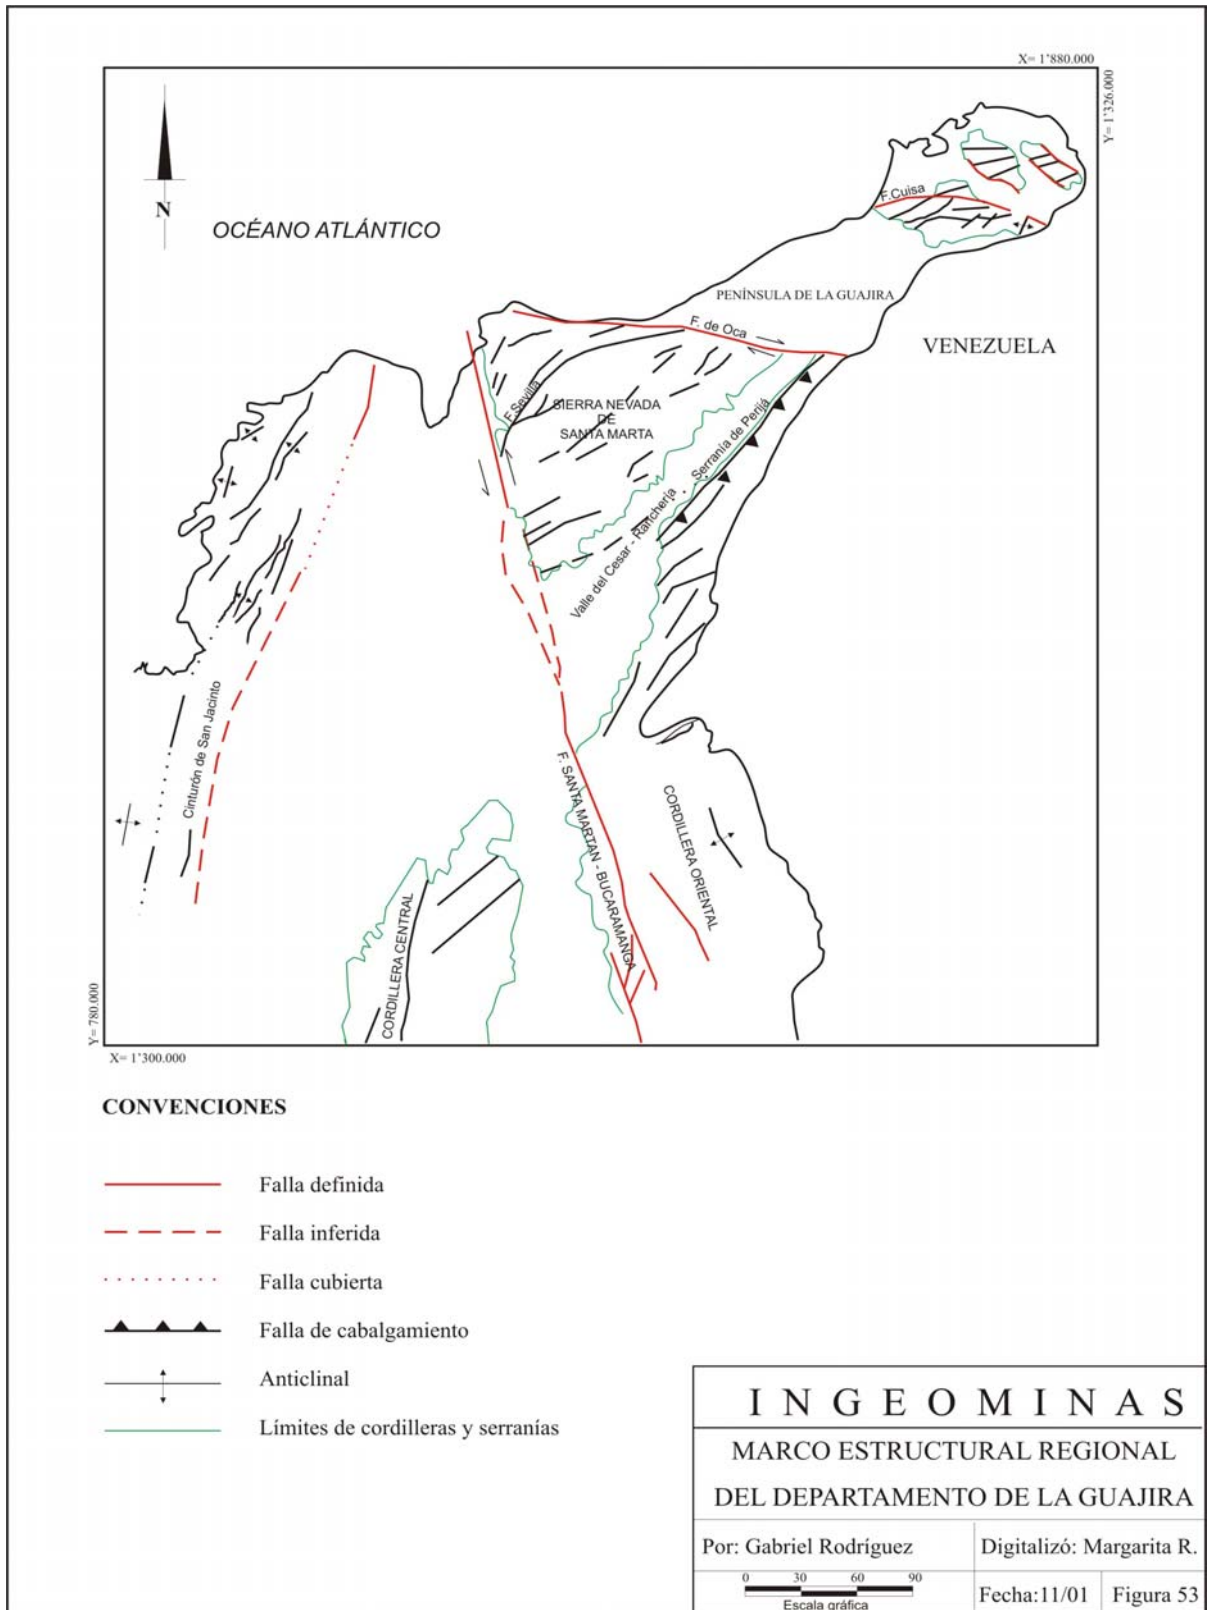 X= 1'880.000
Y= 1'326.000
N
OCÉANO ATLÁNTICO
F.Cuisa
PENÍNSULA DE LA GUAJIRA
F. de Oca
VENEZUELA
F.Sevilla
SIERRA NEVADA
DE
SANTA MARTA
Serranía de Perijá
Valle del Cesar - Ranchería
Cinturón de San Jacinto
F. SANTA MARTAN - BUCARAMANGA
CORDILLERA ORIENTAL
CORDILLERA CENTRAL
Y= 780.000
X= 1'300.000
CONVENCIONES
Falla definida
Falla inferida
Falla cubierta
Falla de cabalgamiento
Anticlinal
Límites de cordilleras y serranías
INGEOMINAS
MARCO ESTRUCTURAL REGIONAL
DEL DEPARTAMENTO DE LA GUAJIRA
Por: Gabriel Rodríguez
Digitalizó: Margarita R.
0 30 60 90
Escala gráfica
Fecha:11/01
Figura 53